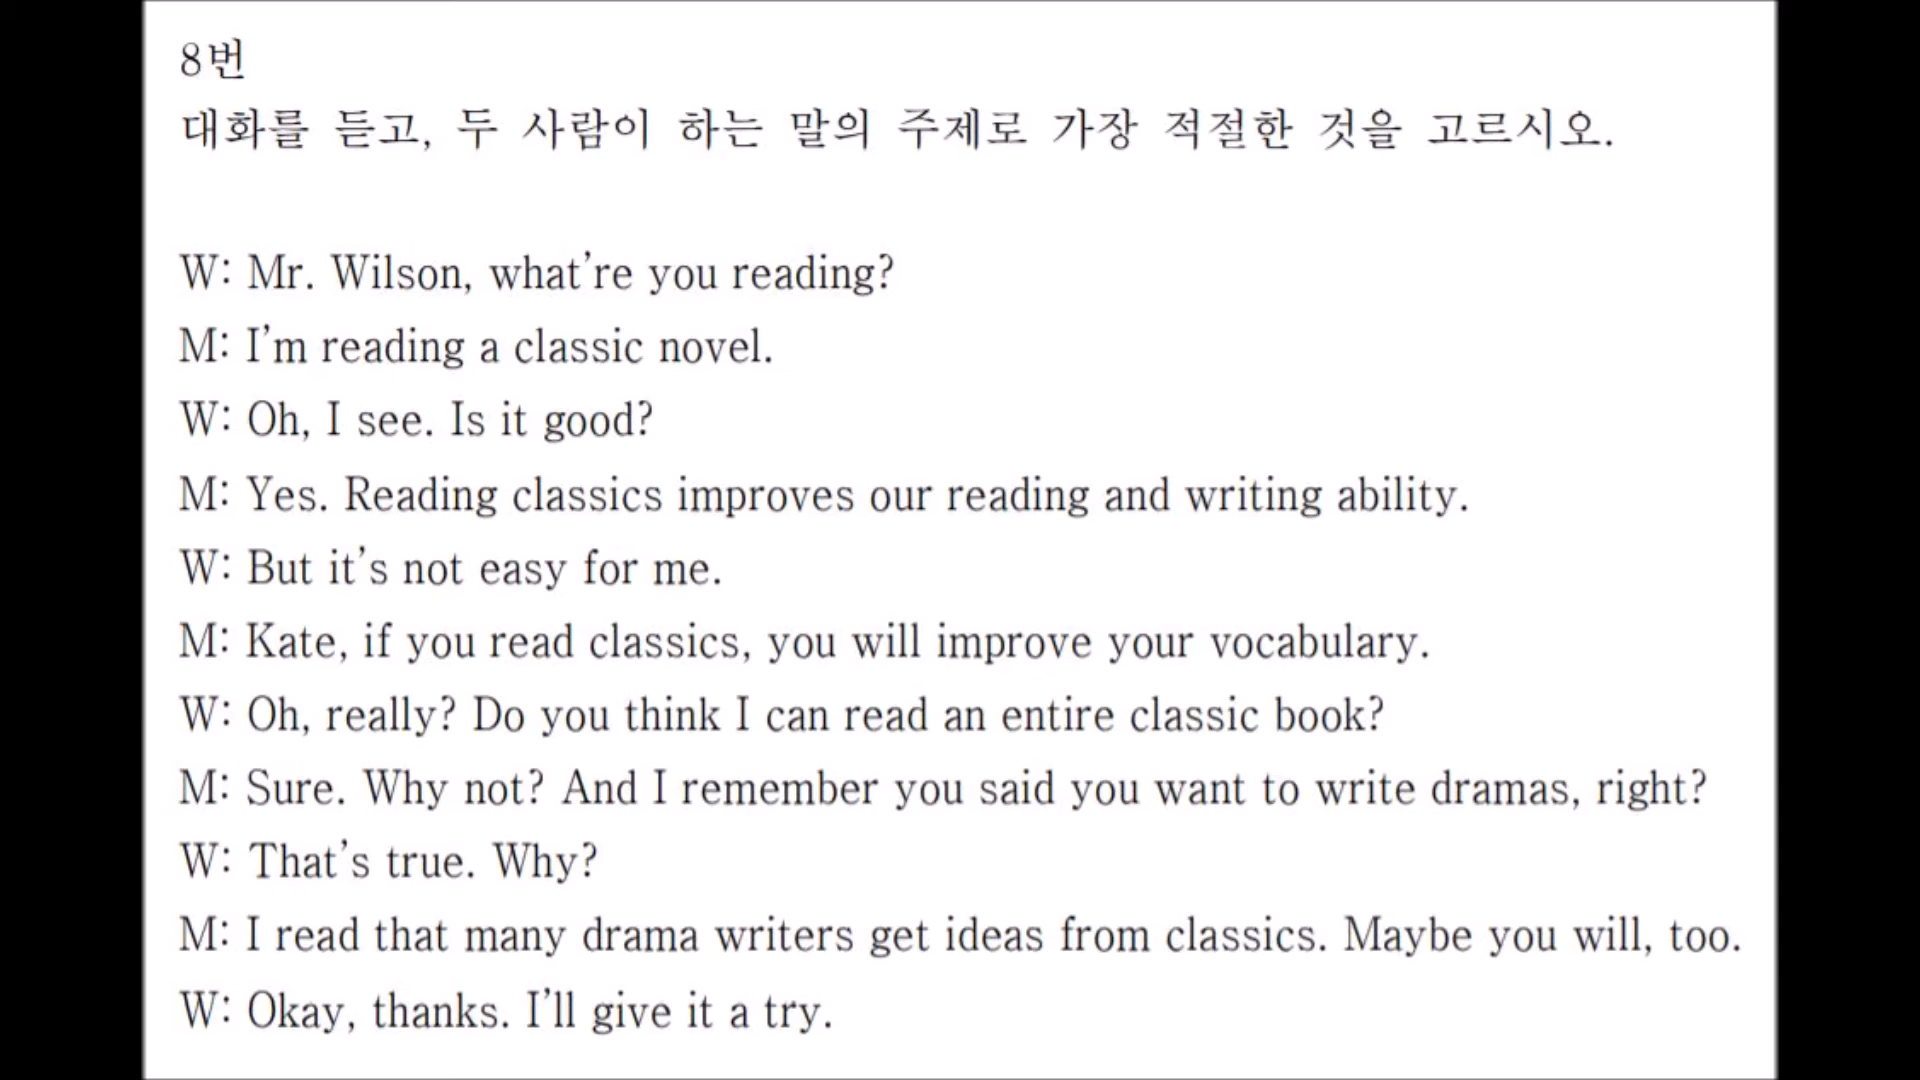 8번
대화를 듣고, 두 사람이 하는 말의 주제로 가장 적절한 것을 고르시오.
W: Mr. Wilson, what're you reading?
M: I'm reading a classic novel.
W: Oh, I see. Is it good?
M: Yes. Reading classics improves our reading and writing ability.
W: But it's not easy for me.
M: Kate, if you read classics, you will improve your vocabulary.
W: Oh, really? Do you think I can read an entire classic book?
M: Sure. Why not? And I remember you said you want to write dramas, right?
W: That's true. Why?
M: I read that many drama writers get ideas from classics. Maybe you will, too.
W: Okay, thanks. I'll give it a try.